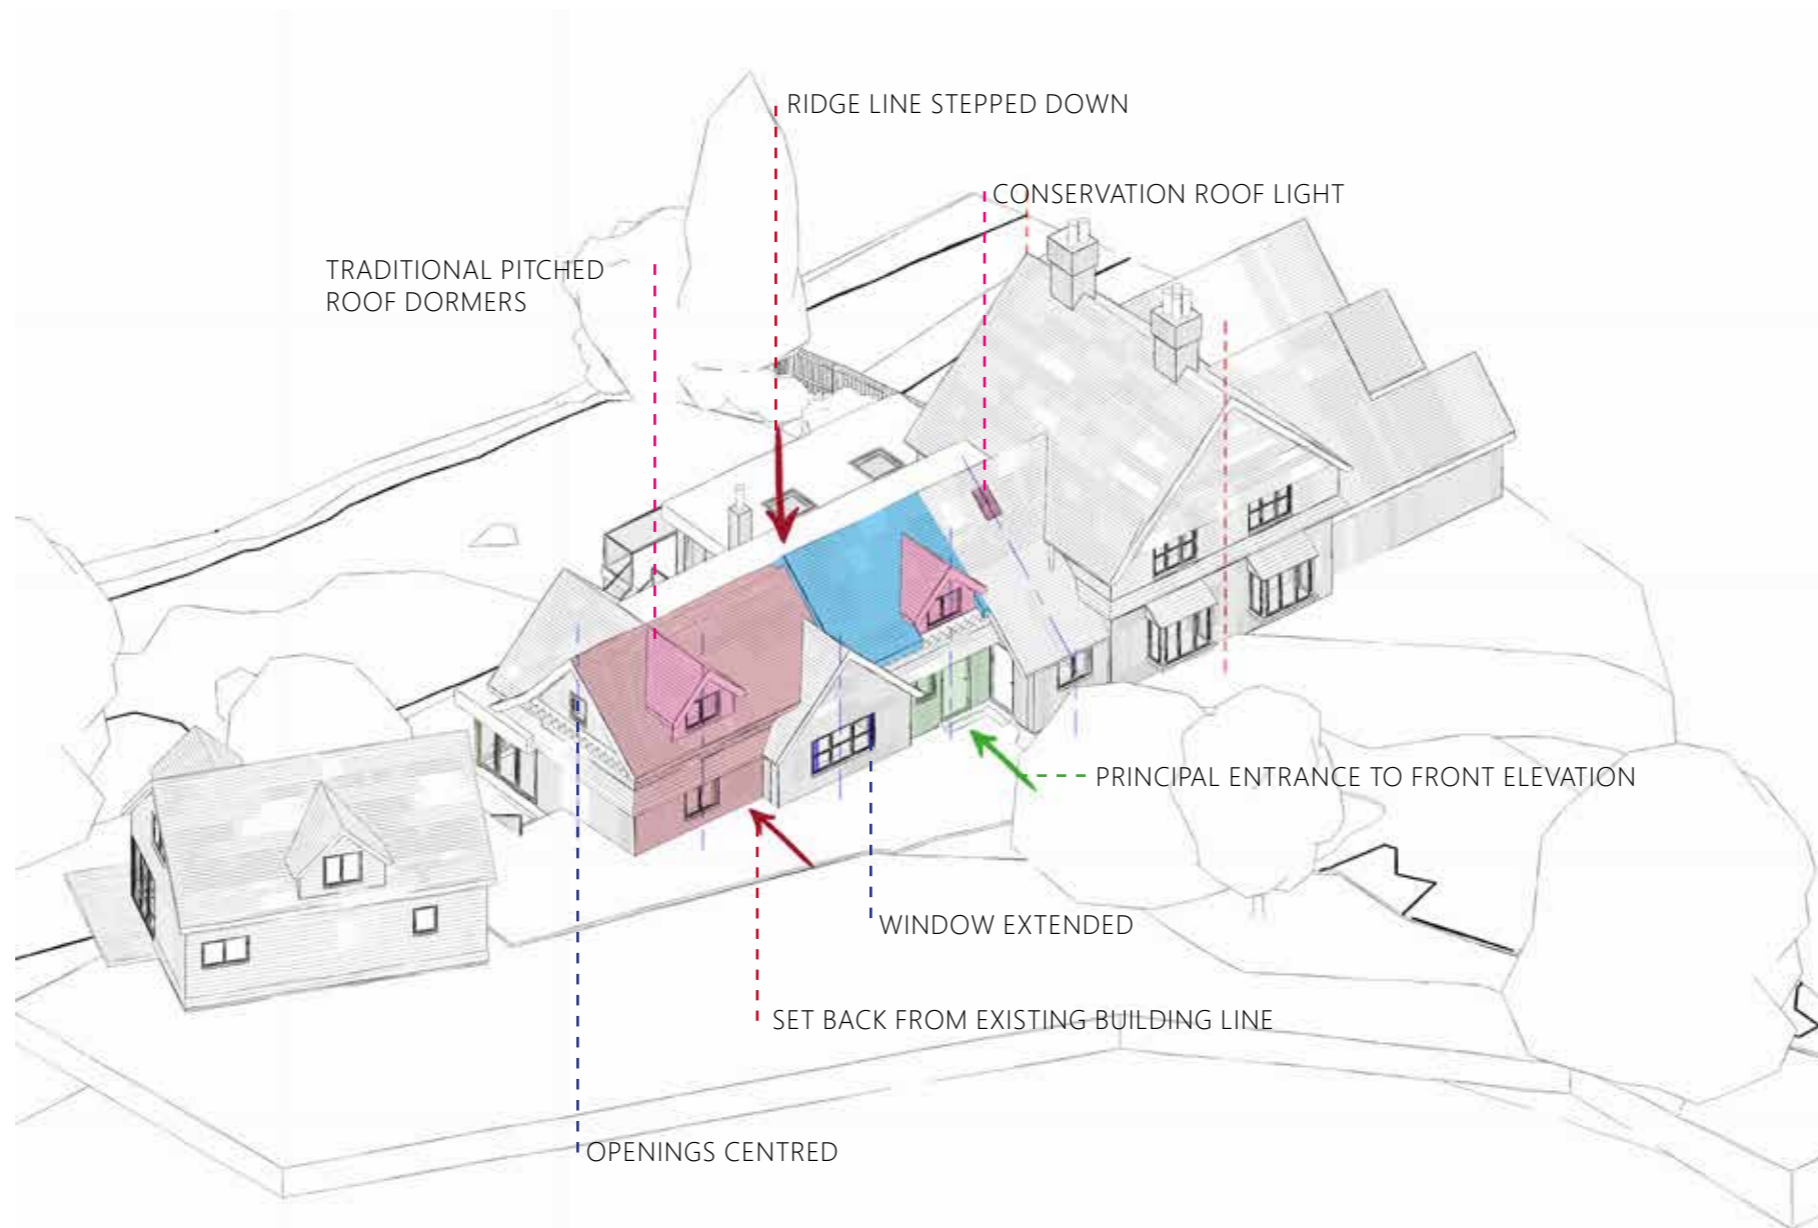 RIDGE LINE STEPPED DOWN
CONSERVATION ROOF LIGHT
TRADITIONAL PITCHED
ROOF DORMERS
PRINCIPAL ENTRANCE TO FRONT ELEVATION
WINDOW EXTENDED
SET BACK FROM EXISTING BUILDING LINE
OPENINGS CENTRED